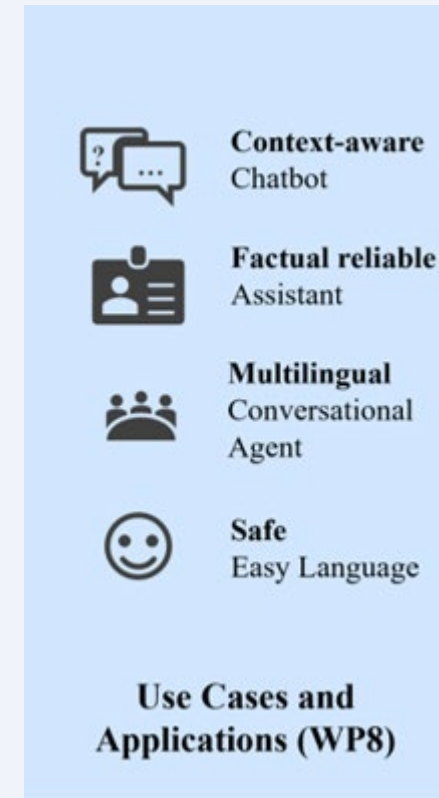 ?
...
Context-aware
Chatbot
Factual reliable
Assistant
Multilingual
Conversational
Agent
Safe
Easy Language
Use Cases and
Applications (WP8)